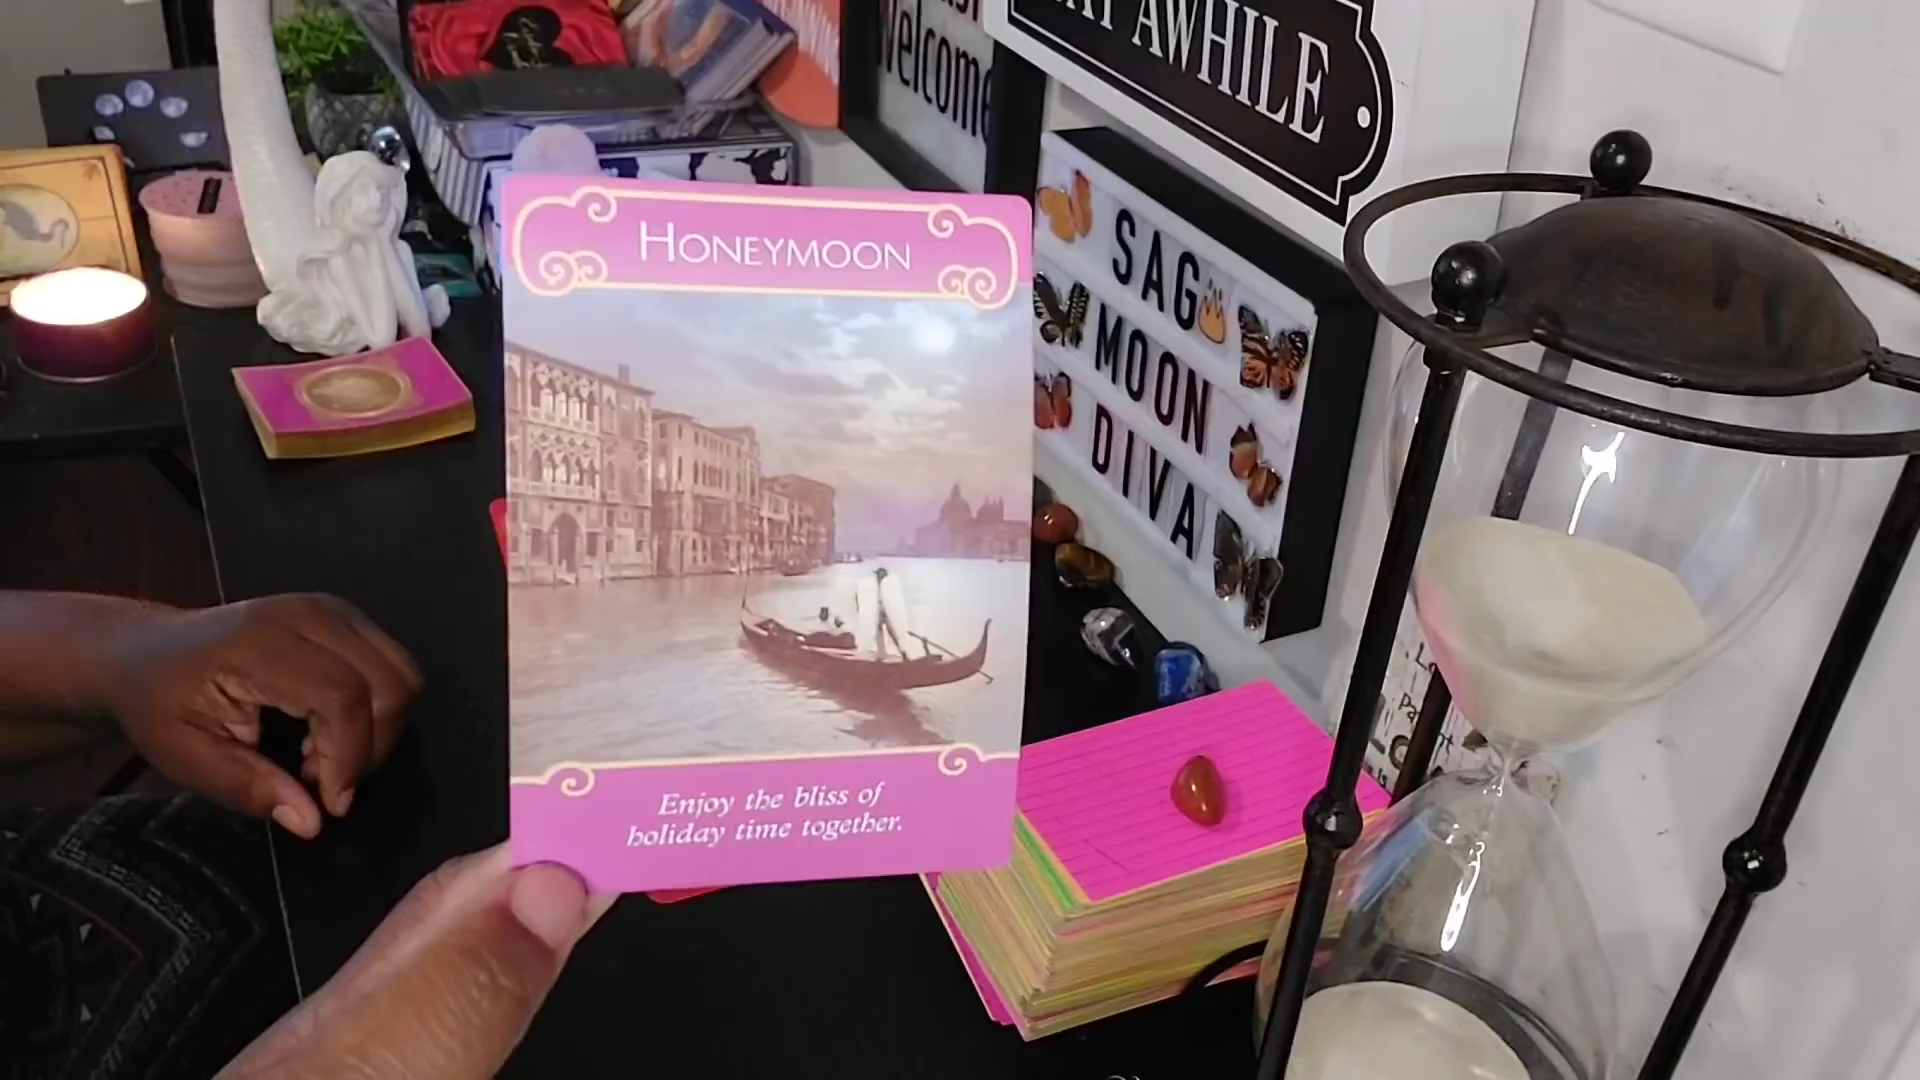 HONEYMOON
Enjoy the bliss of
holiday time together.
Welcome
AWHILE
SAG
MOON
DIVA